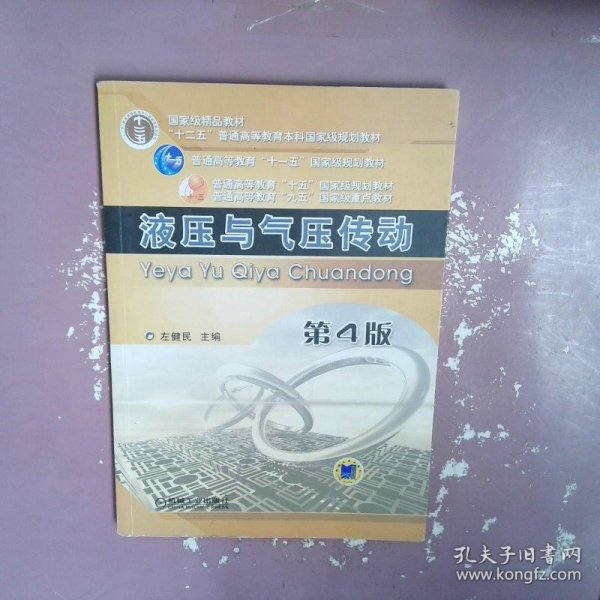 国家级精品教材
“十二五”普通高等教育本科国家级规划教材
普通高等教育“十一五”国家级规划教材
普通高等教育“十五”国家级规划教材
普通高等教育“九五”国家级重点教材
液压与气压传动
Yeya Yu Qiya Chuandong
左健民 主编
第4版
机械工业出版社
CHINA MACHINE PRESS
孔夫子旧书网
www.kongfz.com